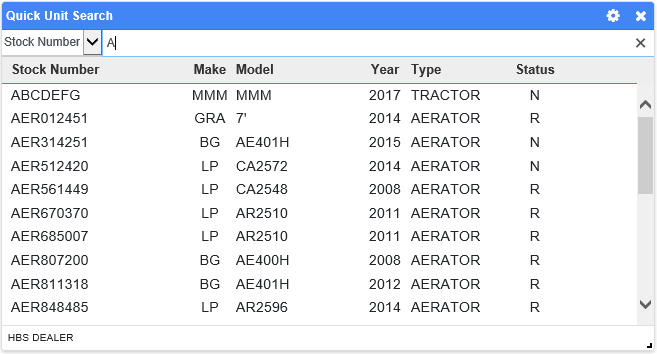 Quick Unit Search
Stock Number A
Stock Number Make Model Year Type Status
ABCDEFG MMM MMM 2017 TRACTOR N
AER012451 GRA 7' 2014 AERATOR R
AER314251 BG AE401H 2015 AERATOR N
AER512420 LP CA2572 2014 AERATOR N
AER561449 LP CA2548 2008 AERATOR R
AER670370 LP AR2510 2011 AERATOR R
AER685007 LP AR2510 2011 AERATOR R
AER807200 BG AE400H 2008 AERATOR R
AER811318 BG AE401H 2012 AERATOR R
AER848485 LP AR2596 2014 AERATOR R
HBS DEALER